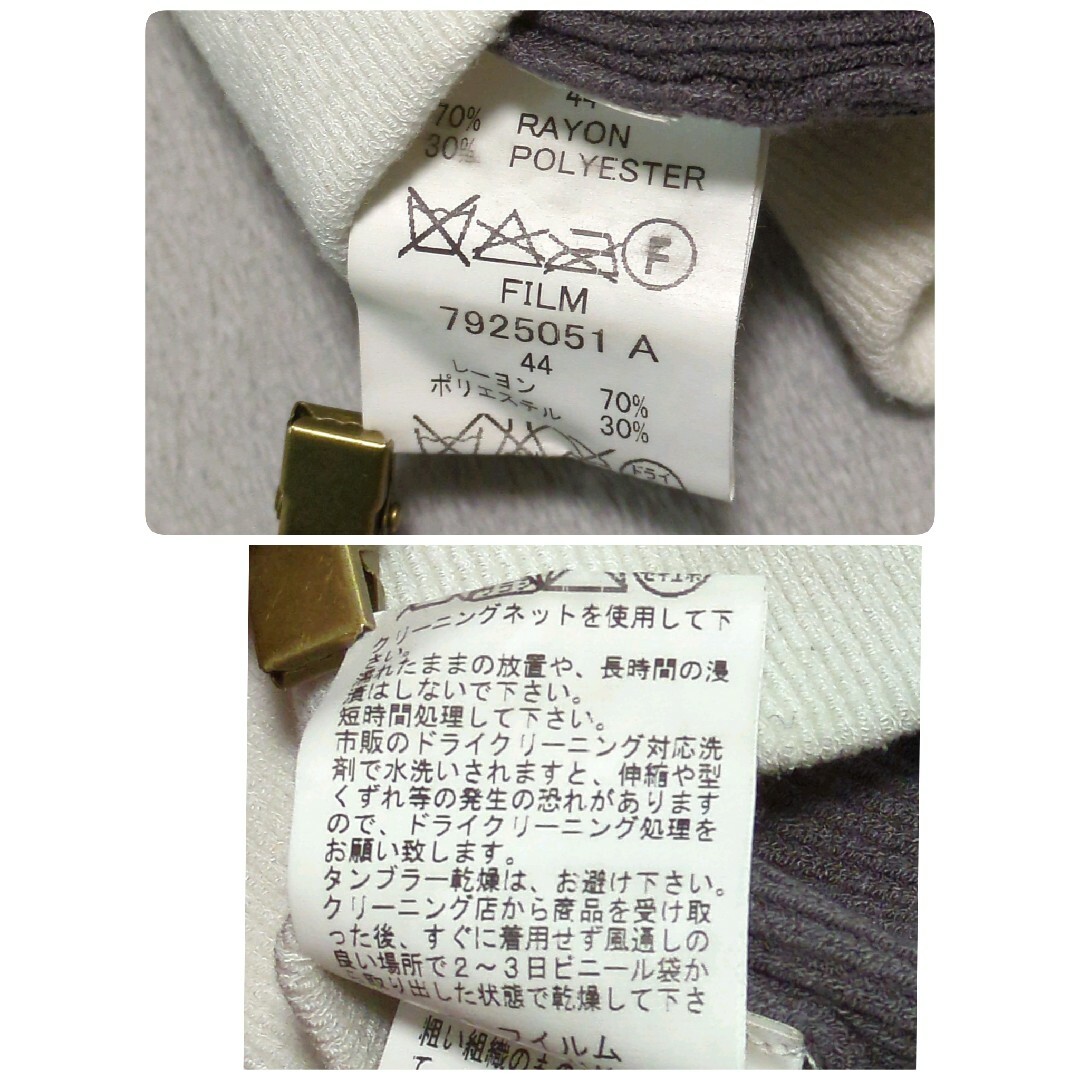 44
70% RAYON
30% POLYESTER
F
FILM
7925051 A
44
レーヨン 70%
ポリエステル 30%
ドライ
クリーニングネットを使用して下
さい。
濡れたままの放置や、長時間の浸
漬はしないで下さい。
短時間処理して下さい。
市販のドライクリーニング対応洗
剤で水洗いされますと、伸縮や型
くずれ等の発生の恐れがあります
ので、ドライクリーニング処理を
お願い致します。
タンブラー乾燥は、お避け下さい。
クリーニング店から商品を受け取
った後、すぐに着用せず風通しの
良い場所で2～3日ビニール袋か
ら取り出した状態で乾燥して下さ
フィルム
粗い組織のもの